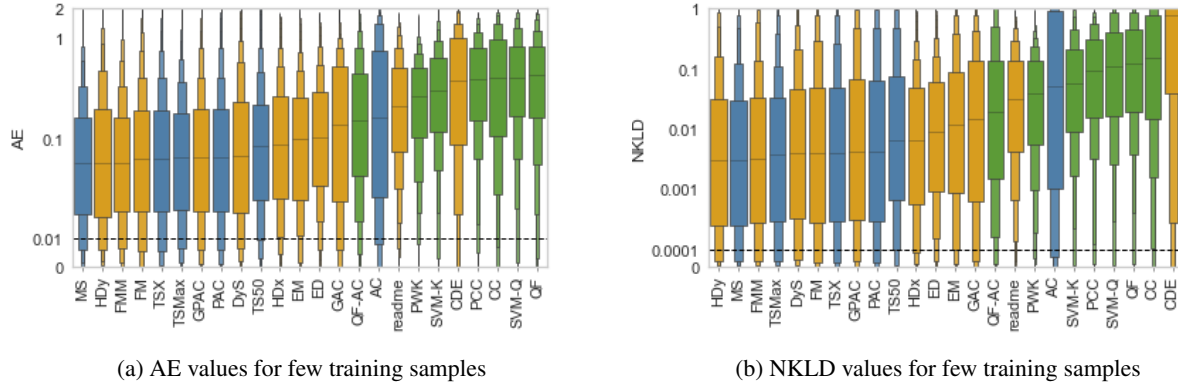 2
1
0.1
0.01
0
AE
MS
HDy
FMM
FM
TSX
TSMax
GPAC
PAC
DyS
TS50
HDx
EM
ED
GAC
QF-AC
AC
readme
PWK
SVM-K
CDE
PCC
CC
SVM-Q
QF
1
0.1
0.01
0.001
0.0001
0
NKLD
HDy
MS
FMM
TSMax
DyS
FM
TSX
GPAC
PAC
TS50
HDx
ED
EM
GAC
QF-AC
readme
PWK
AC
SVM-K
PCC
SVM-Q
QF
CC
CDE
(a) AE values for few training samples
(b) NKLD values for few training samples